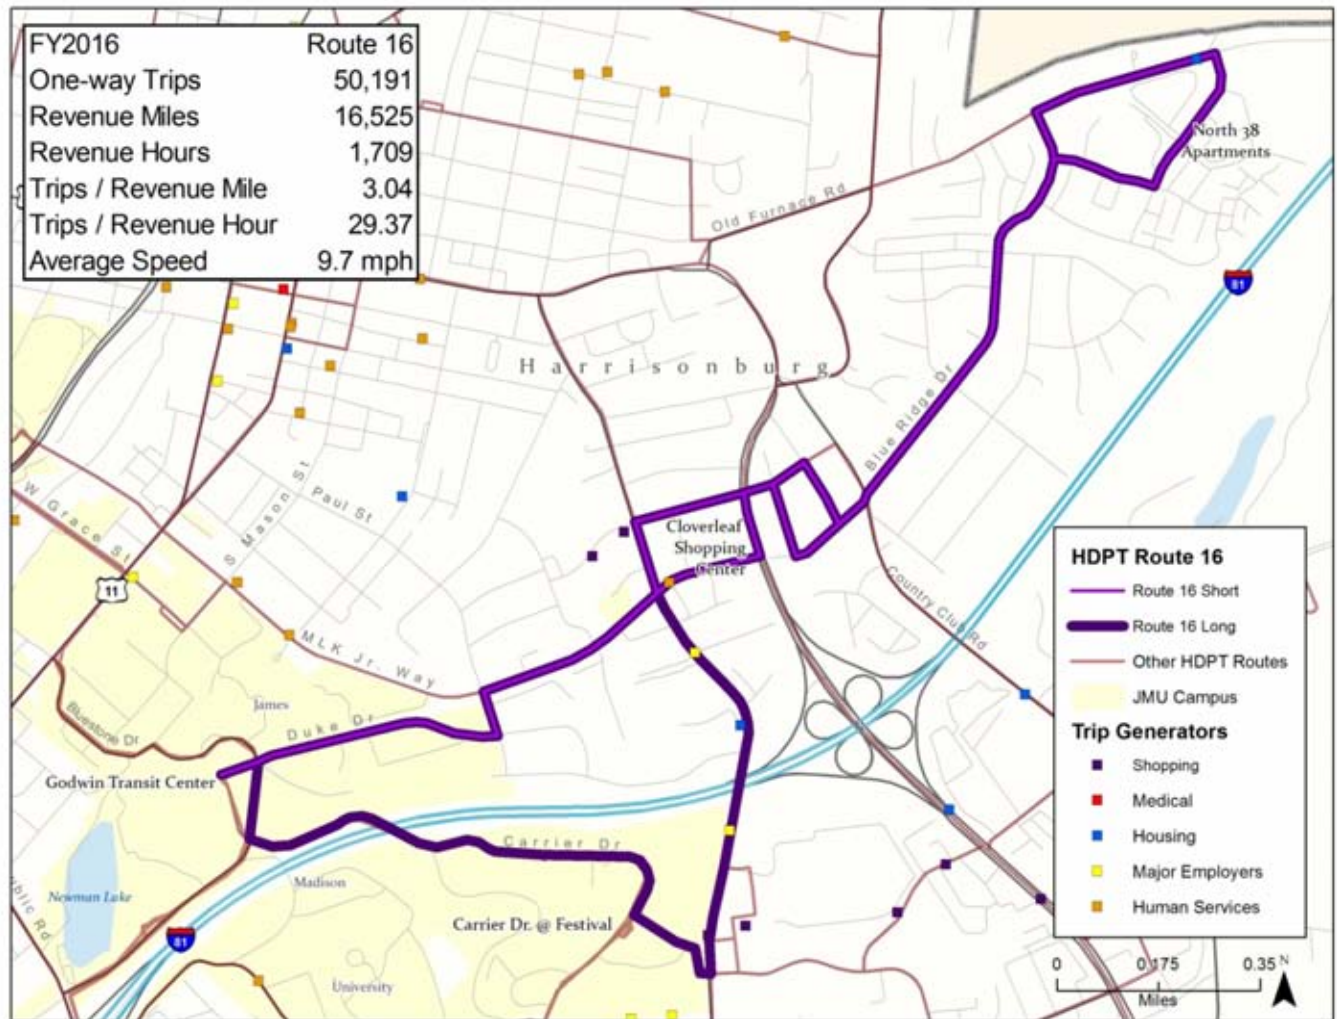 FY2016 Route 16
One-way Trips 50,191
Revenue Miles 16,525
Revenue Hours 1,709
Trips / Revenue Mile 3.04
Trips / Revenue Hour 29.37
Average Speed 9.7 mph
North 38
Apartments
Old Furnace Rd
81
Harrisonburg
Blue Ridge Dr
S Mason St
Paul St
W Grace St
Cloverleaf
Shopping
Center
11
Country Club Rd
MLK Jr. Way
James
Bluestone Dr
Duke Dr
Godwin Transit Center
Carrier Dr
Madison
Newman Lake
Carrier Dr. @ Festival
81
University
HDPT Route 16
Route 16 Short
Route 16 Long
Other HDPT Routes
JMU Campus
Trip Generators
Shopping
Medical
Housing
Major Employers
Human Services
0 0.175 0.35
Miles
N